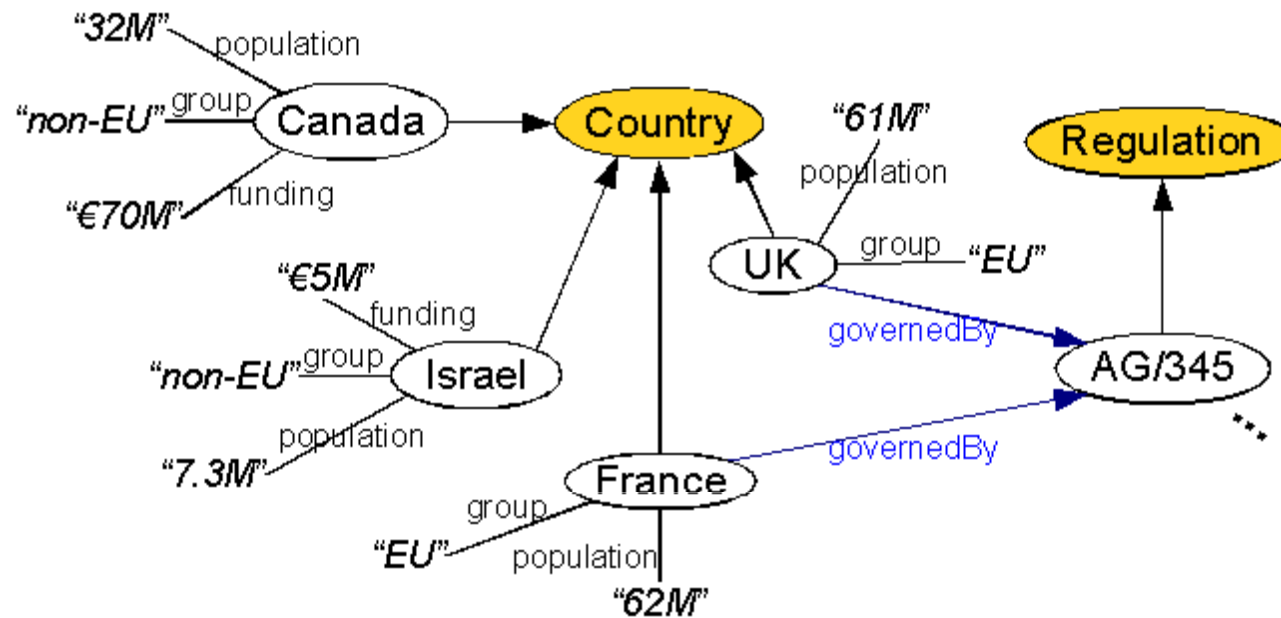 “32M”
population
“non-EU”
group
Canada
Country
“61M”
Regulation
“€70M”
funding
population
UK
group
“EU”
“€5M”
funding
governedBy
“non-EU”
group
Israel
AG/345
population
“7.3M”
governedBy
...
France
group
“EU”
population
“62M”